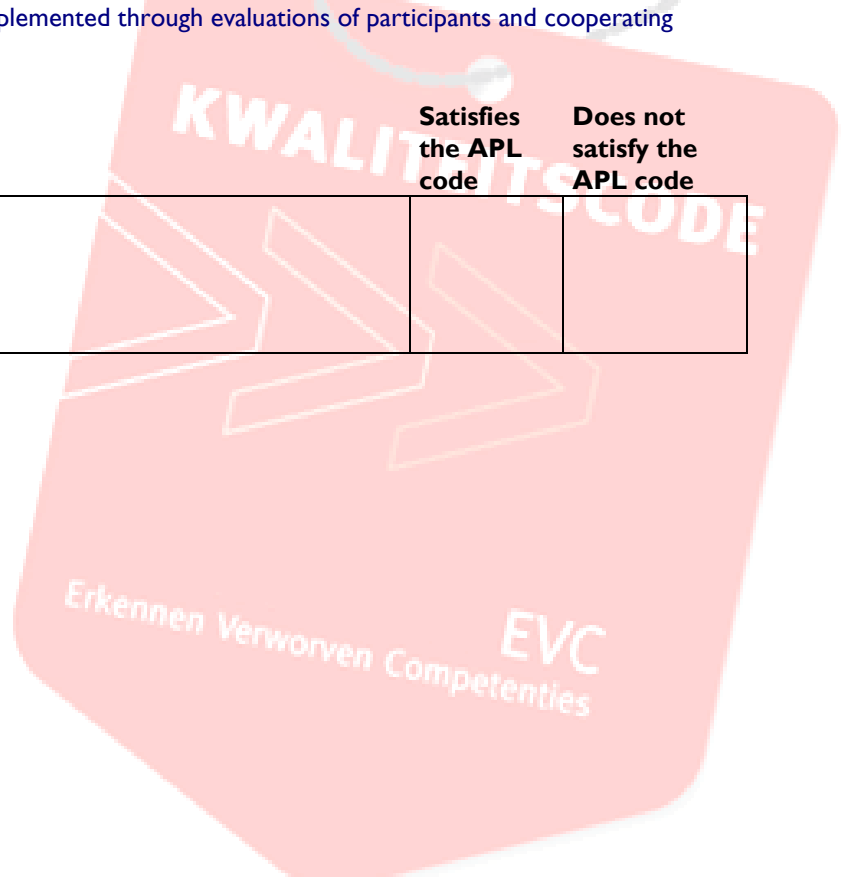 plemented through evaluations of participants and cooperating
Satisfies
the APL
code
Does not
satisfy the
APL code
KWALITEITSCODE
EVC
Erkennen Verworven Competenties